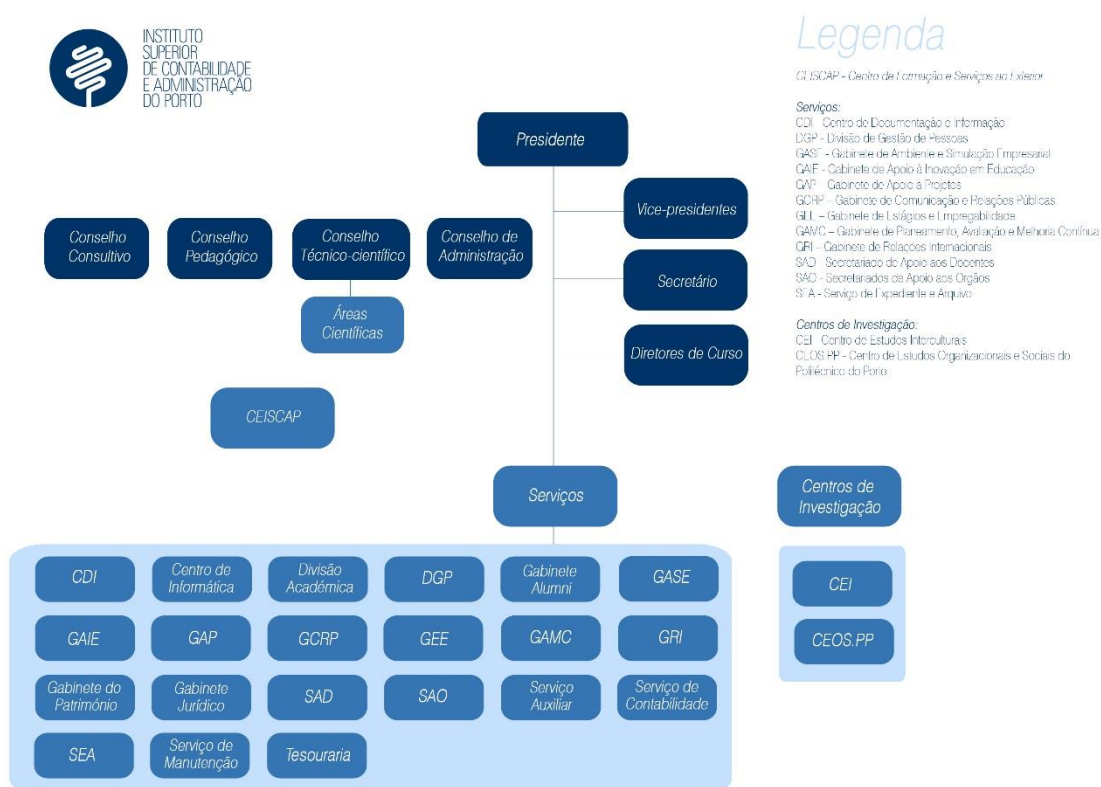 INSTITUTO
SUPERIOR
DE CONTABILIDADE
E ADMINISTRAÇÃO
DO PORTO
Legenda
CEISCAP - Centro de Formação e Serviços ao Exterior
Serviços:
CDI - Centro de Documentação e Informação
DGP - Divisão de Gestão de Pessoas
GASE - Gabinete de Ambiente e Simulação Empresarial
GAIE - Gabinete de Apoio à Inovação em Educação
GAP - Gabinete de Apoio a Projetos
GCRP – Gabinete de Comunicação e Relações Públicas
GEE – Gabinete de Estágios e Empregabilidade
GAMC – Gabinete de Planeamento, Avaliação e Melhoria Contínua
GRI – Gabinete de Relações Internacionais
SAD - Secretariado de Apoio aos Docentes
SAO - Secretariados de Apoio aos Orgãos
SEA - Serviço de Expediente e Arquivo
Centros de Investigação:
CEI - Centro de Estudos Interculturais
CEOS.PP - Centro de Estudos Organizacionais e Sociais do
Politécnico do Porto
Presidente
Vice-presidentes
Secretário
Diretores de Curso
Conselho
Consultivo
Conselho
Pedagógico
Conselho
Técnico-científico
Conselho de
Administração
Áreas
Científicas
CEISCAP
Serviços
Centros de
Investigação
CDI
Centro de
Informática
Divisão
Académica
DGP
Gabinete
Alumni
GASE
GAIE
GAP
GCRP
GEE
GAMC
GRI
Gabinete do
Património
Gabinete
Jurídico
SAD
SAO
Serviço
Auxiliar
Serviço de
Contabilidade
SEA
Serviço de
Manutenção
Tesouraria
CEI
CEOS.PP